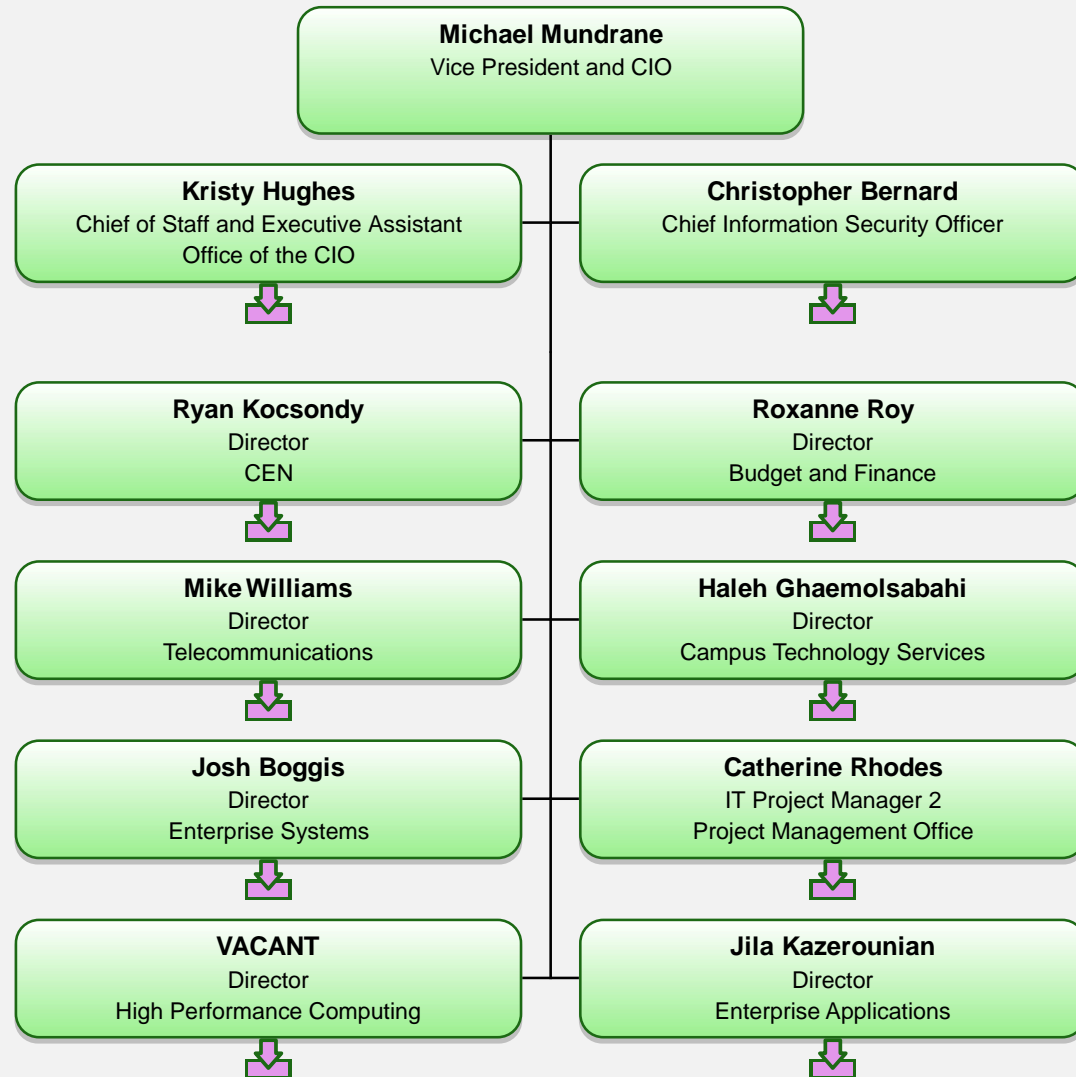 Michael Mundrane
Vice President and CIO
Kristy Hughes
Chief of Staff and Executive Assistant
Office of the CIO
Christopher Bernard
Chief Information Security Officer
Ryan Kocsondy
Director
CEN
Roxanne Roy
Director
Budget and Finance
Mike Williams
Director
Telecommunications
Haleh Ghaemolsabahi
Director
Campus Technology Services
Josh Boggis
Director
Enterprise Systems
Catherine Rhodes
IT Project Manager 2
Project Management Office
VACANT
Director
High Performance Computing
Jila Kazerounian
Director
Enterprise Applications